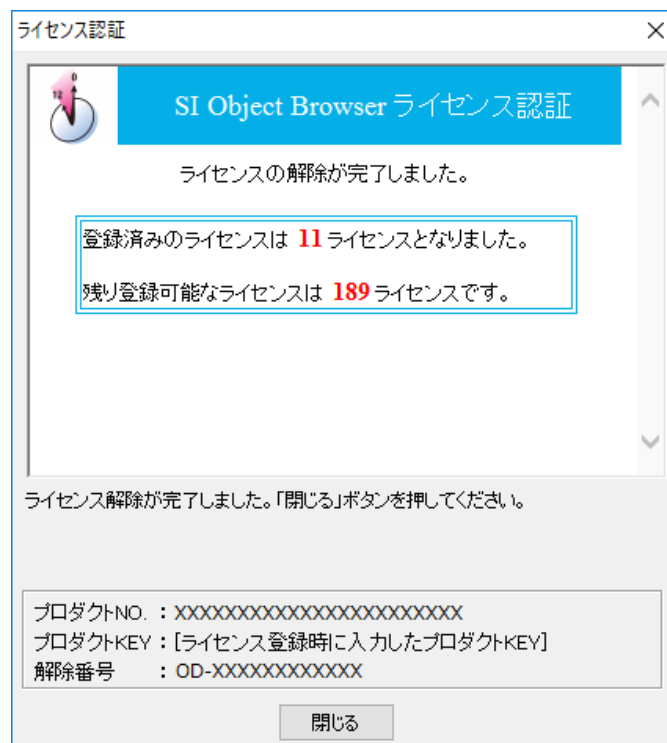 ライセンス認証
12 0
SI Object Browser ライセンス認証
ライセンスの解除が完了しました。
登録済みのライセンスは 11 ライセンスとなりました。
残り登録可能なライセンスは 189 ライセンスです。
ライセンス解除が完了しました。「閉じる」ボタンを押してください。
プロダクトNO. : XXXXXXXXXXXXXXXXXXXXXXX
プロダクトKEY : [ライセンス登録時に入力したプロダクトKEY]
解除番号 : OD-XXXXXXXXXXXX
閉じる